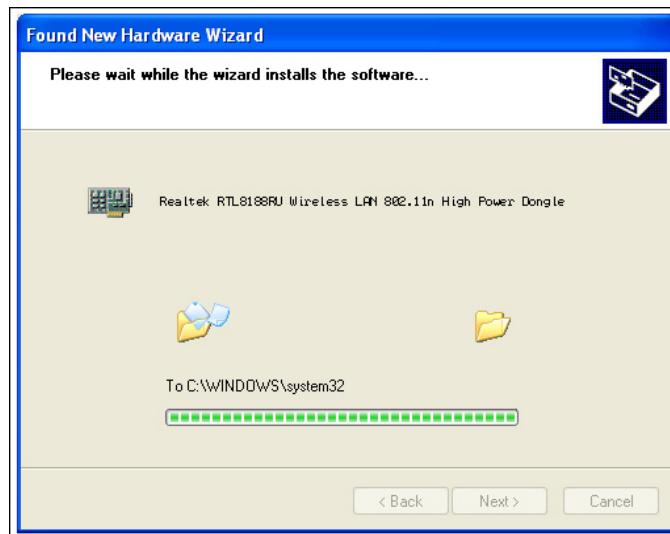 Found New Hardware Wizard
Please wait while the wizard installs the software...
Realtek RTL8188RU Wireless LAN 802.11n High Power Dongle
To C:\WINDOWS\system32
< Back Next > Cancel